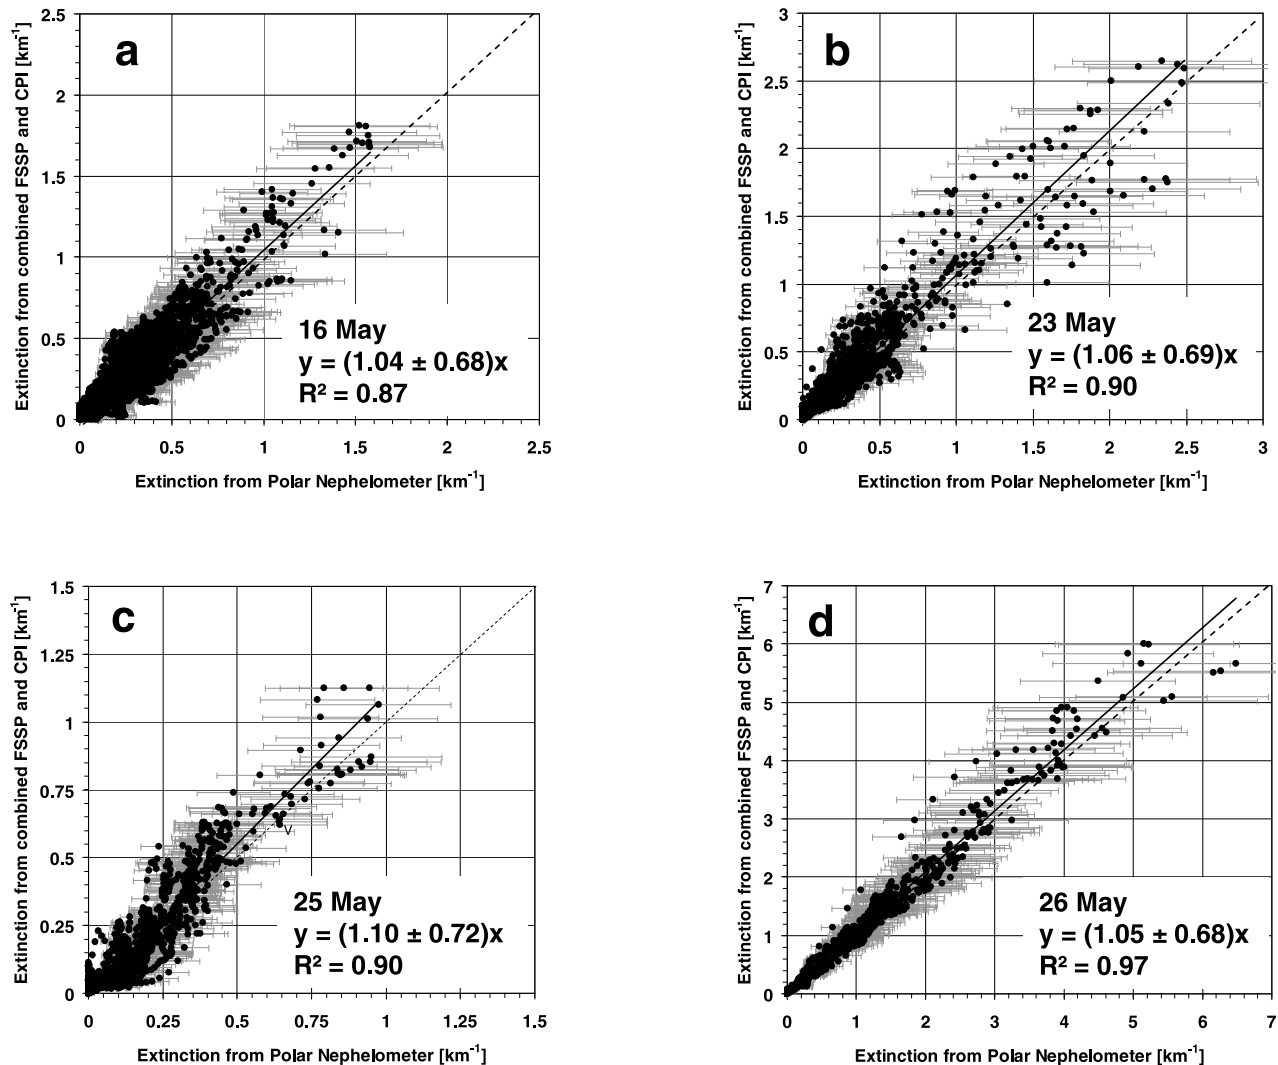 a
Extinction from combined FSSP and CPI [km⁻¹]
2.5
2
1.5
1
0.5
0
16 May
y = (1.04 ± 0.68)x
R² = 0.87
0 0.5 1 1.5 2 2.5
Extinction from Polar Nephelometer [km⁻¹]
b
Extinction from combined FSSP and CPI [km⁻¹]
3
2.5
2
1.5
1
0.5
0
23 May
y = (1.06 ± 0.69)x
R² = 0.90
0 0.5 1 1.5 2 2.5 3
Extinction from Polar Nephelometer [km⁻¹]
c
Extinction from combined FSSP and CPI [km⁻¹]
1.5
1.25
1
0.75
0.5
0.25
0
V
25 May
y = (1.10 ± 0.72)x
R² = 0.90
0 0.25 0.5 0.75 1 1.25 1.5
Extinction from Polar Nephelometer [km⁻¹]
d
Extinction from combined FSSP and CPI [km⁻¹]
7
6
5
4
3
2
1
0
26 May
y = (1.05 ± 0.68)x
R² = 0.97
0 1 2 3 4 5 6 7
Extinction from Polar Nephelometer [km⁻¹]